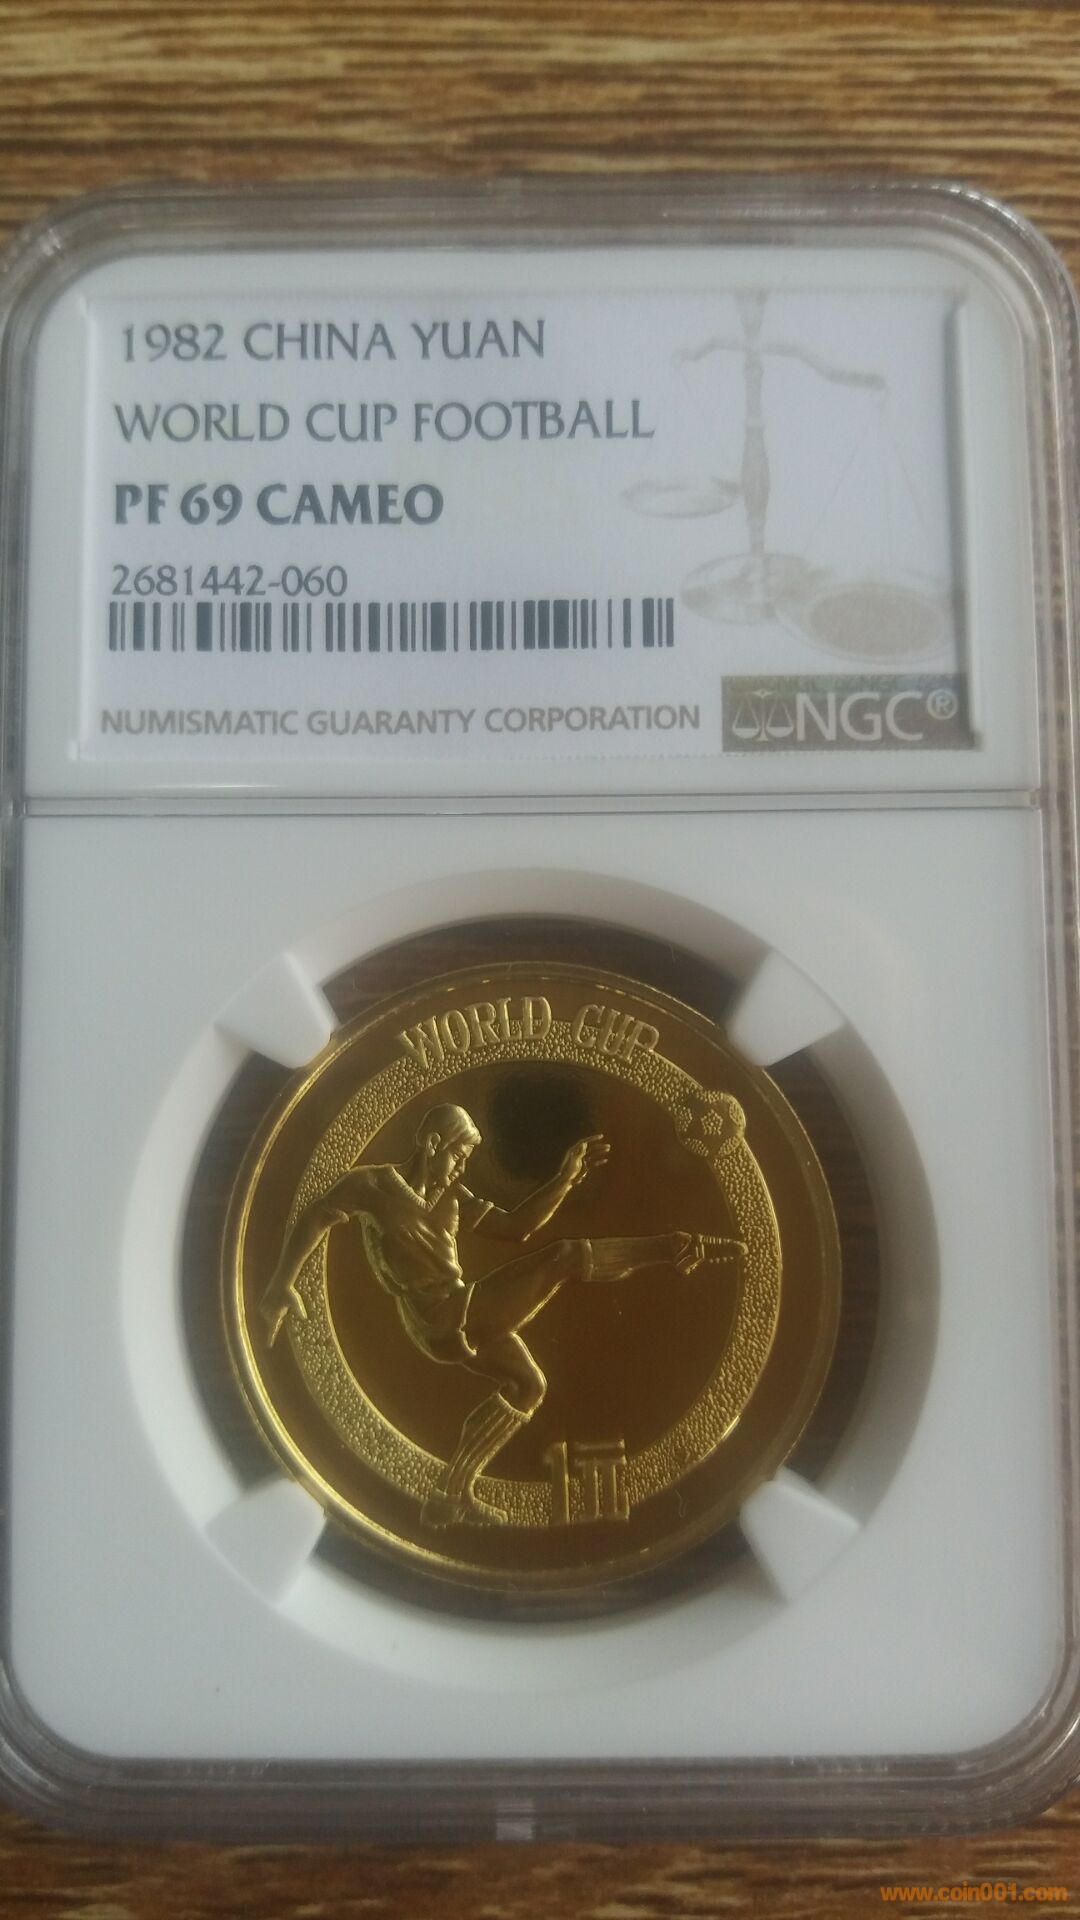 1982 CHINA YUAN
WORLD CUP FOOTBALL
PF 69 CAMEO
2681442-060
NUMISMATIC GUARANTY CORPORATION
NGC®
WORLD CUP
1元
www.coin001.com